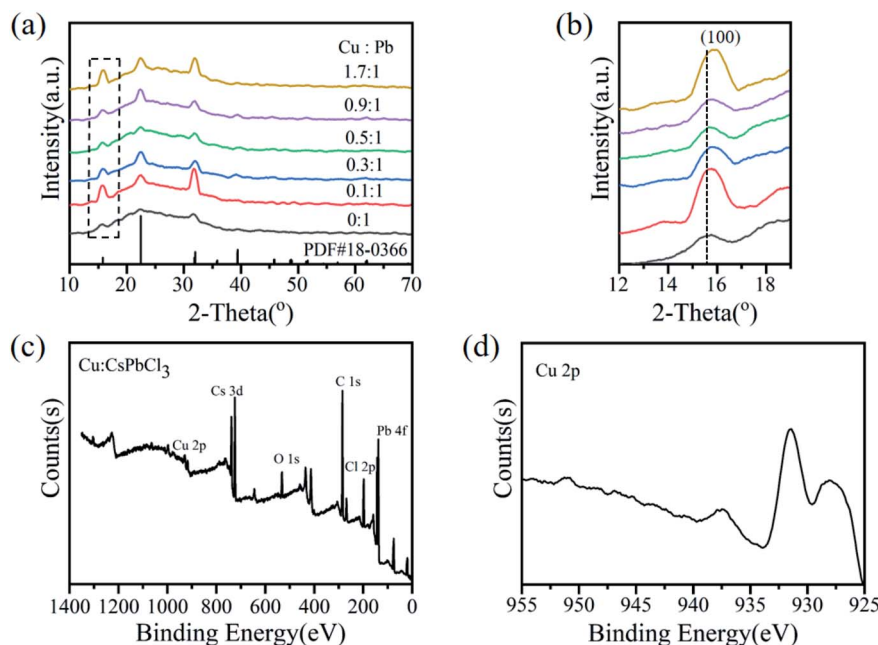 (a)
Intensity(a.u.)
Cu : Pb
1.7:1
0.9:1
0.5:1
0.3:1
0.1:1
0:1
PDF#18-0366
10 20 30 40 50 60 70
2-Theta(°)
(b)
Intensity(a.u.)
(100)
12 14 16 18
2-Theta(°)
(c)
Counts(s)
Cu:CsPbCl₃
Cu 2p
Cs 3d
O 1s
C 1s
Cl 2p
Pb 4f
1400 1200 1000 800 600 400 200 0
Binding Energy(eV)
(d)
Counts(s)
Cu 2p
955 950 945 940 935 930 925
Binding Energy(eV)